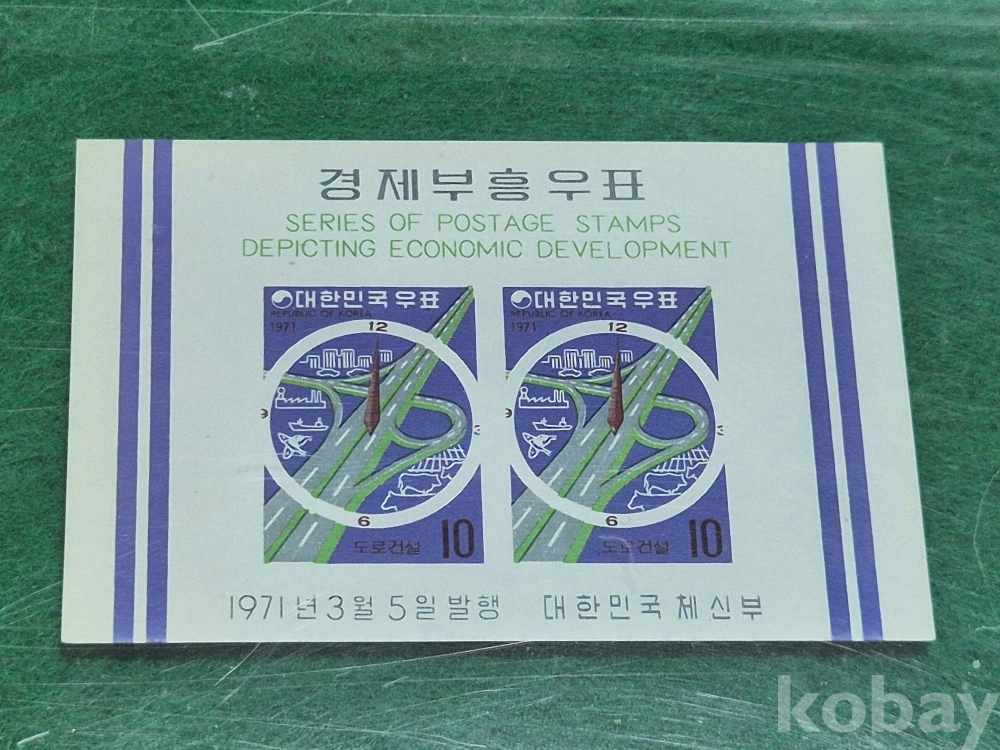 경제부흥우표
SERIES OF POSTAGE STAMPS
DEPICTING ECONOMIC DEVELOPMENT
대한민국우표
REPUBLIC OF KOREA
1971
12
9
3
6
도로건설 10
대한민국우표
REPUBLIC OF KOREA
1971
12
9
3
6
도로건설 10
1971년 3월 5일 발행 대한민국 체신부
kobay